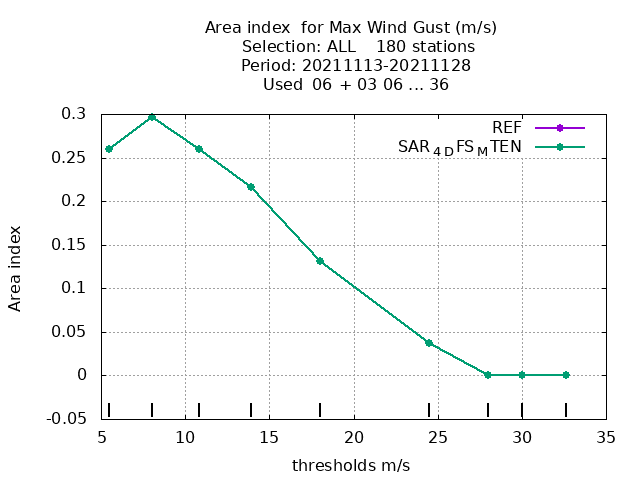 Area index  for Max Wind Gust (m/s)
Selection: ALL    180 stations
Period: 20211113-20211128
Used  06 + 03 06 ... 36
REF
SAR4DFSMTEN
0.3
0.25
0.2
0.15
0.1
0.05
0
-0.05
Area index
5 10 15 20 25 30 35
thresholds m/s